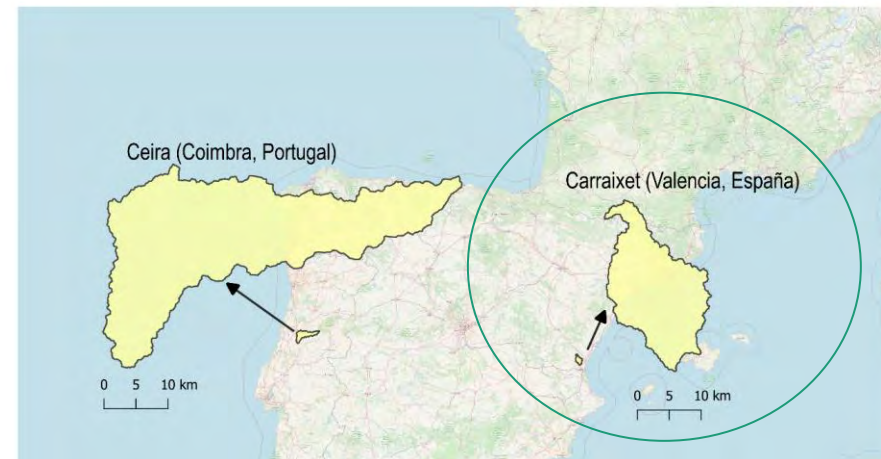 Ceira (Coimbra, Portugal)
Carraixet (Valencia, España)
0 5 10 km
0 5 10 km